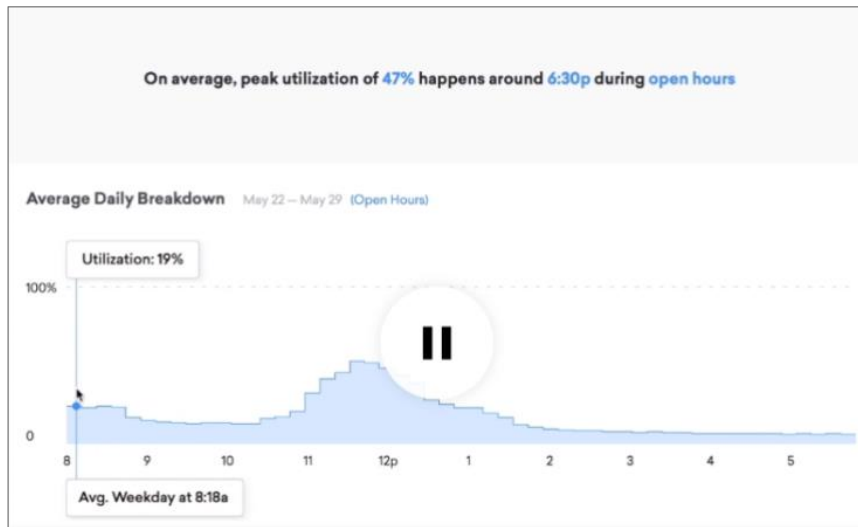 On average, peak utilization of 47% happens around 6:30p during open hours
Average Daily Breakdown May 22 – May 29 (Open Hours)
Utilization: 19%
100%
0
8 9 10 11 12p 1 2 3 4 5
Avg. Weekday at 8:18a